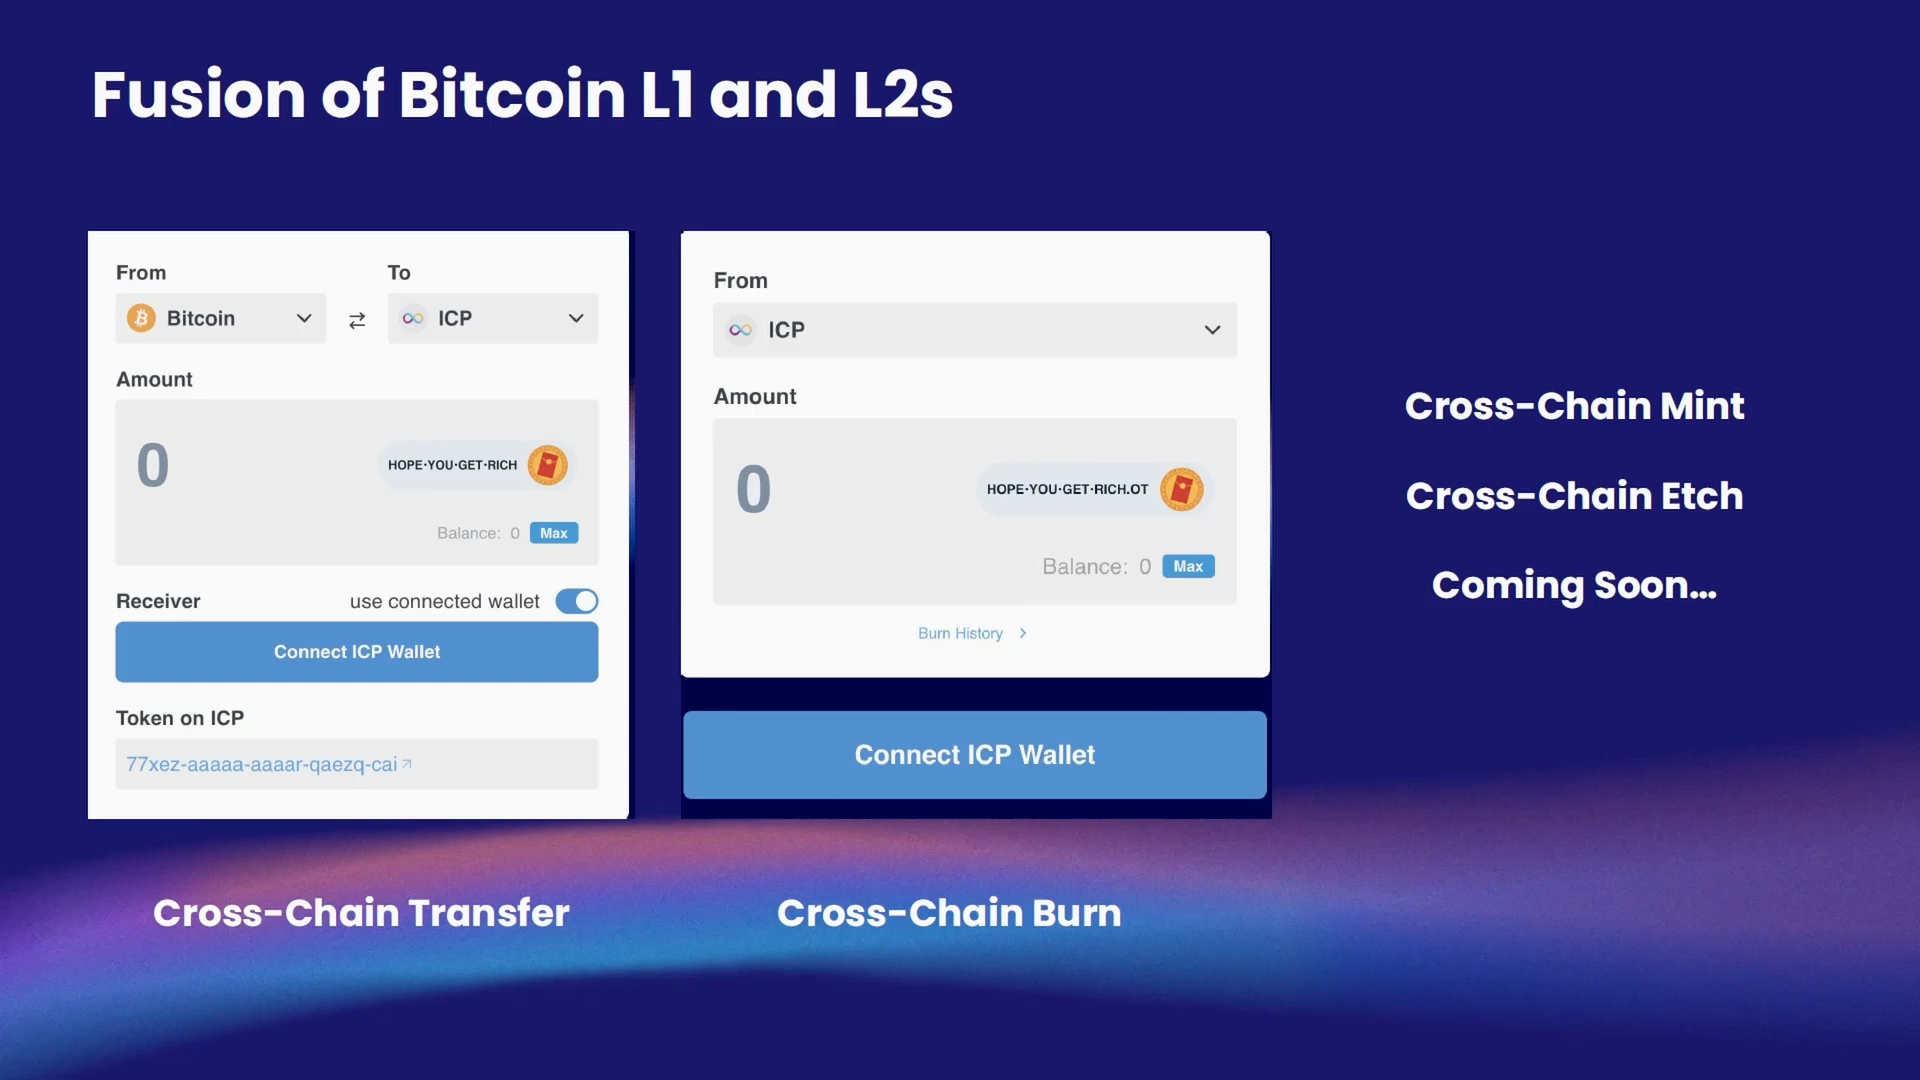 Fusion of Bitcoin L1 and L2s
From
To
Bitcoin
ICP
Amount
0
HOPE·YOU·GET·RICH
Balance: 0 Max
Receiver
use connected wallet
Connect ICP Wallet
Token on ICP
77xez-aaaaa-aaaar-qaezq-cai
Cross-Chain Transfer
From
ICP
Amount
0
HOPE·YOU·GET·RICH.OT
Balance: 0 Max
Burn History
Connect ICP Wallet
Cross-Chain Burn
Cross-Chain Mint
Cross-Chain Etch
Coming Soon...